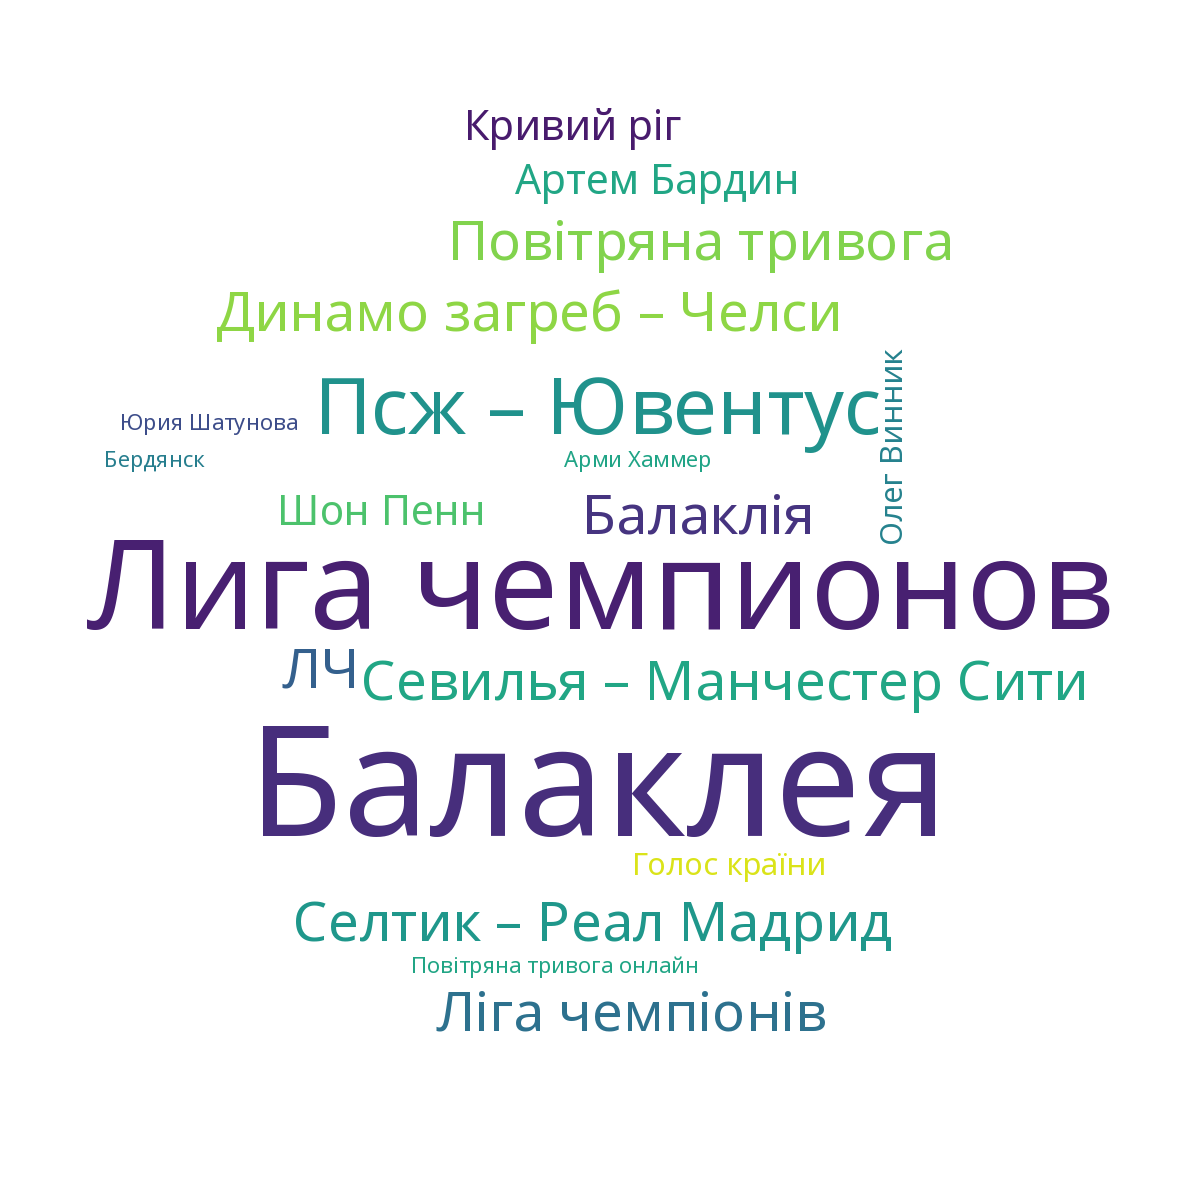 Кривий ріг
Артем Бардин
Повітряна тривога
Динамо загреб – Челси
Олег Винник
Псж – Ювентус
Юрия Шатунова
Бердянск
Арми Хаммер
Шон Пенн
Балаклія
Лига чемпионов
ЛЧ
Севилья – Манчестер Сити
Балаклея
Голос країни
Селтик – Реал Мадрид
Повітряна тривога онлайн
Ліга чемпіонів